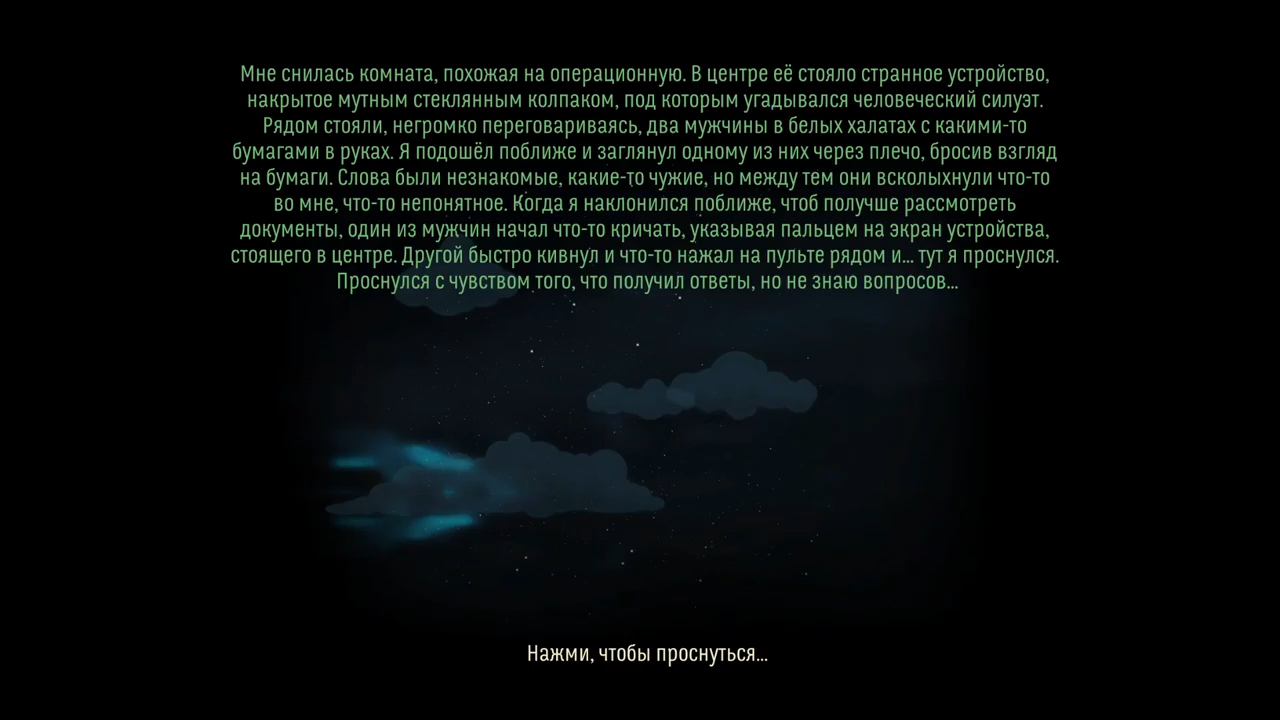 Мне снилась комната, похожая на операционную. В центре её стояло странное устройство,
накрытое мутным стеклянным колпаком, под которым угадывался человеческий силуэт.
Рядом стояли, негромко переговариваясь, два мужчины в белых халатах с какими-то
бумагами в руках. Я подошёл поближе и заглянул одному из них через плечо, бросив взгляд
на бумаги. Слова были незнакомые, какие-то чужие, но между тем они всколыхнули что-то
во мне, что-то непонятное. Когда я наклонился поближе, чтоб получше рассмотреть
документы, один из мужчин начал что-то кричать, указывая пальцем на экран устройства,
стоящего в центре. Другой быстро кивнул и что-то нажал на пульте рядом и... тут я проснулся.
Проснулся с чувством того, что получил ответы, но не знаю вопросов...
Нажми, чтобы проснуться...